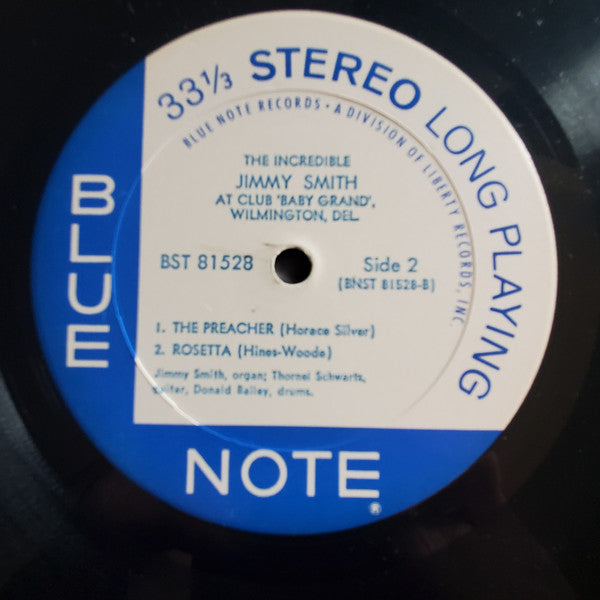 33⅓ STEREO LONG PLAYING
BLUE NOTE RECORDS • A DIVISION OF LIBERTY RECORDS, INC.
THE INCREDIBLE
JIMMY SMITH
AT CLUB 'BABY GRAND',
WILMINGTON, DEL.
BST 81528
Side 2
(BNST 81528-B)
1. THE PREACHER (Horace Silver)
2. ROSETTA (Hines-Woode)
Jimmy Smith, organ; Thornel Schwartz,
guitar, Donald Bailey, drums.
BLUE
NOTE
®